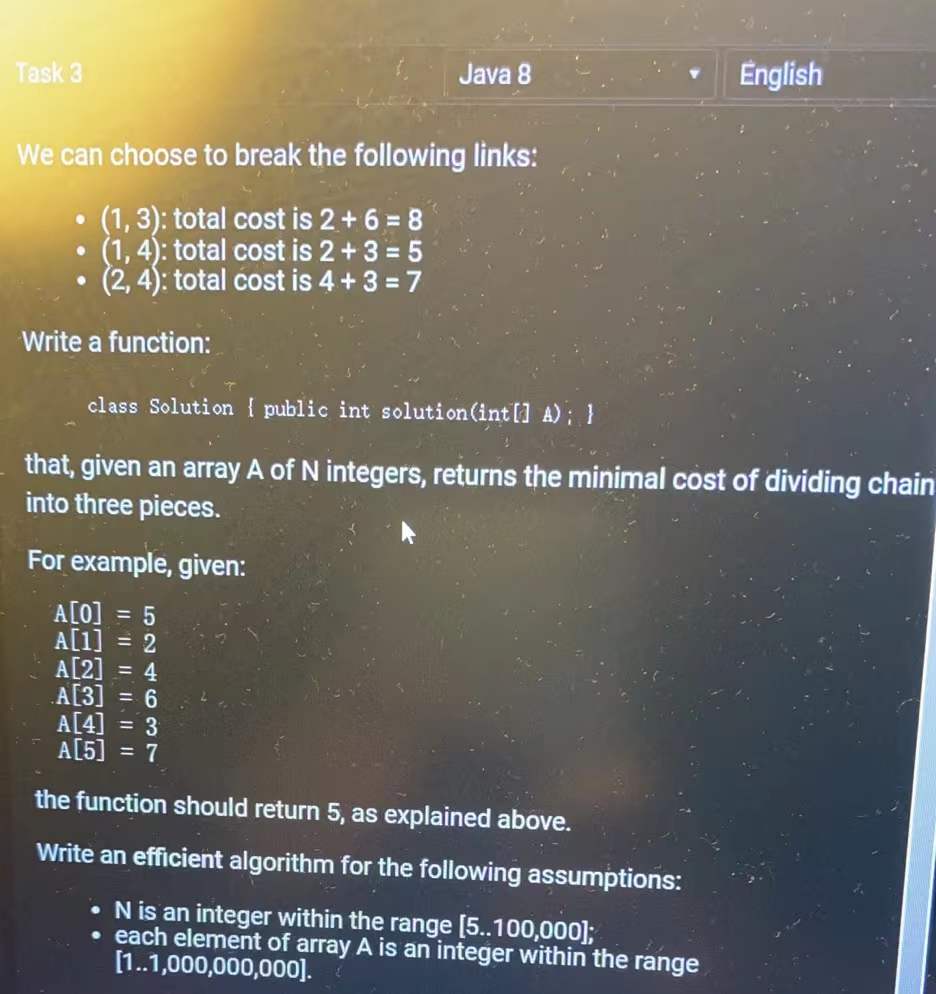 Task 3
Java 8
English
We can choose to break the following links:
• (1, 3): total cost is 2 + 6 = 8
• (1, 4): total cost is 2 + 3 = 5
• (2, 4): total cost is 4 + 3 = 7
Write a function:
class Solution { public int solution(int[] A); }
that, given an array A of N integers, returns the minimal cost of dividing chain
into three pieces.
For example, given:
A[0] = 5
A[1] = 2
A[2] = 4
A[3] = 6
A[4] = 3
A[5] = 7
the function should return 5, as explained above.
Write an efficient algorithm for the following assumptions:
• N is an integer within the range [5..100,000];
• each element of array A is an integer within the range
[1..1,000,000,000].